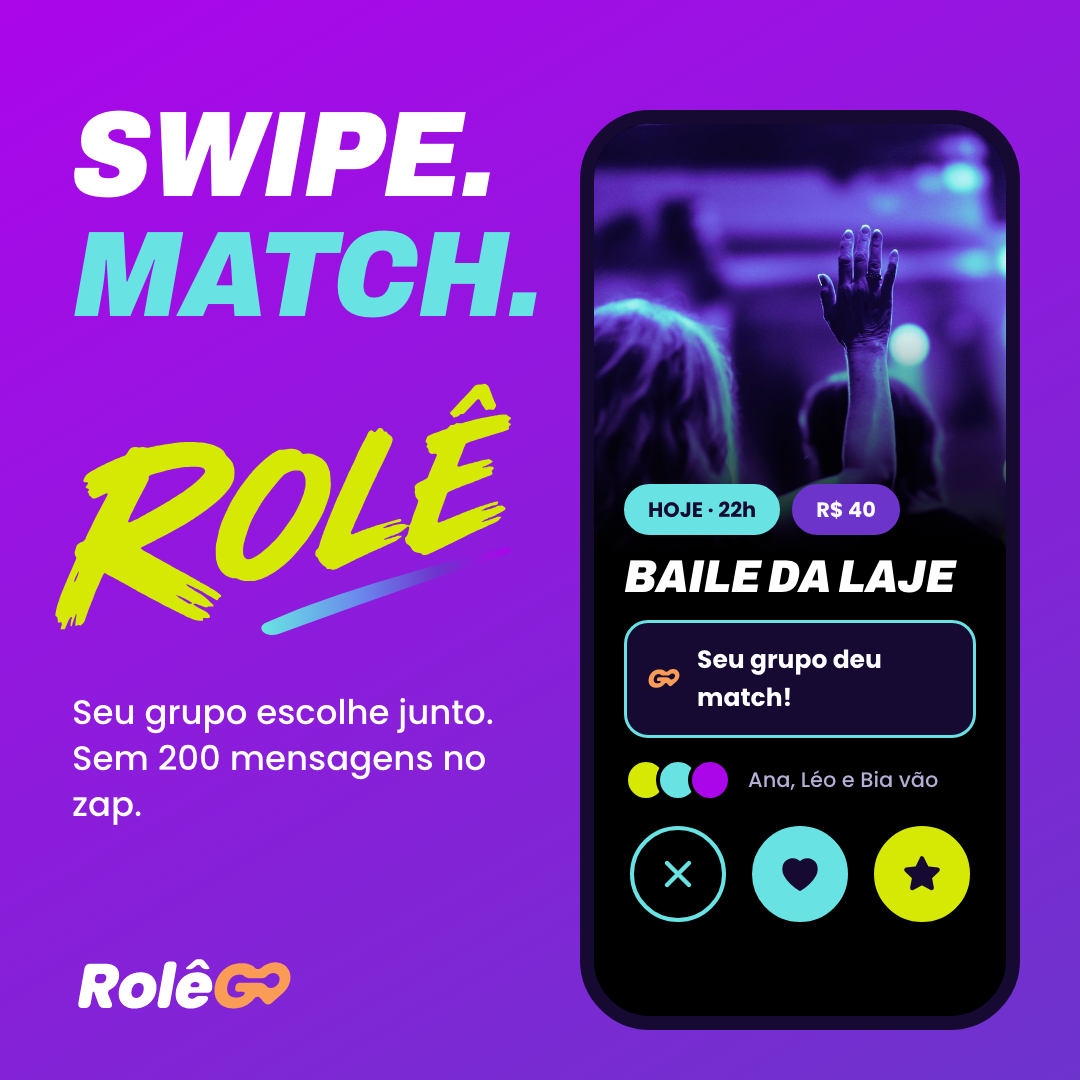 SWIPE.
MATCH.
ROLÊ
Seu grupo escolhe junto.
Sem 200 mensagens no
zap.
RolêGO
HOJE · 22h
R$ 40
BAILE DA LAJE
GO
Seu grupo deu
match!
Ana, Léo e Bia vão